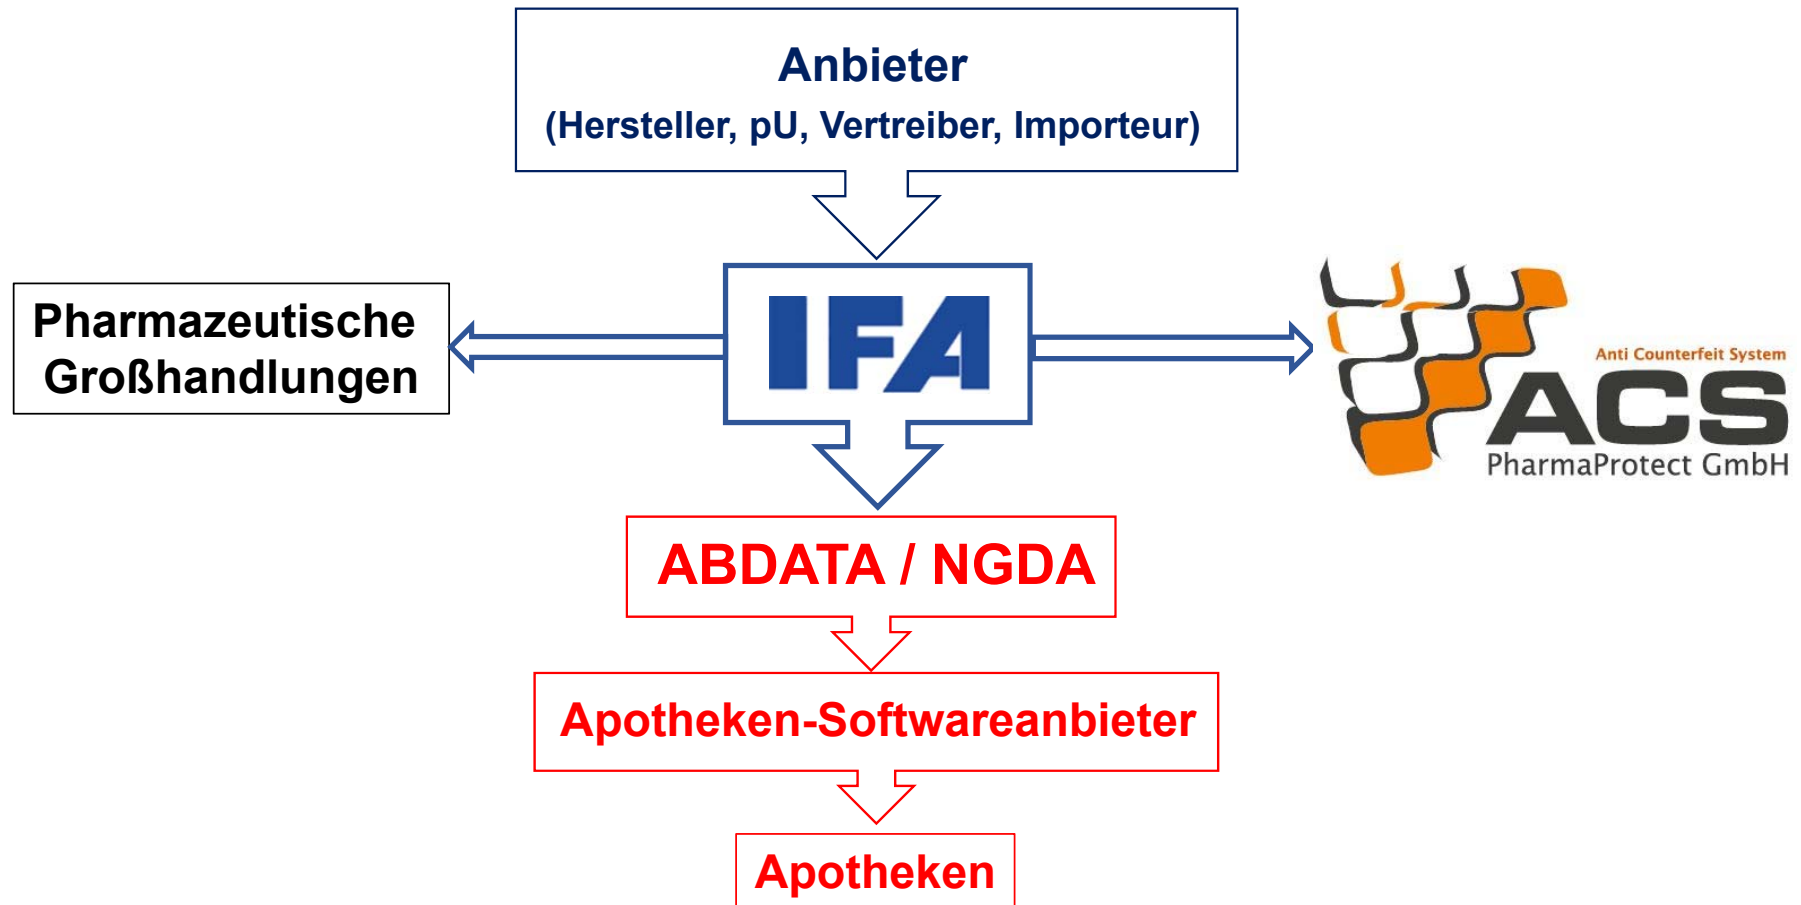 Anbieter
(Hersteller, pU, Vertreiber, Importeur)
Pharmazeutische
Großhandlungen
IFA
Anti Counterfeit System
ACS
PharmaProtect GmbH
ABDATA / NGDA
Apotheken-Softwareanbieter
Apotheken